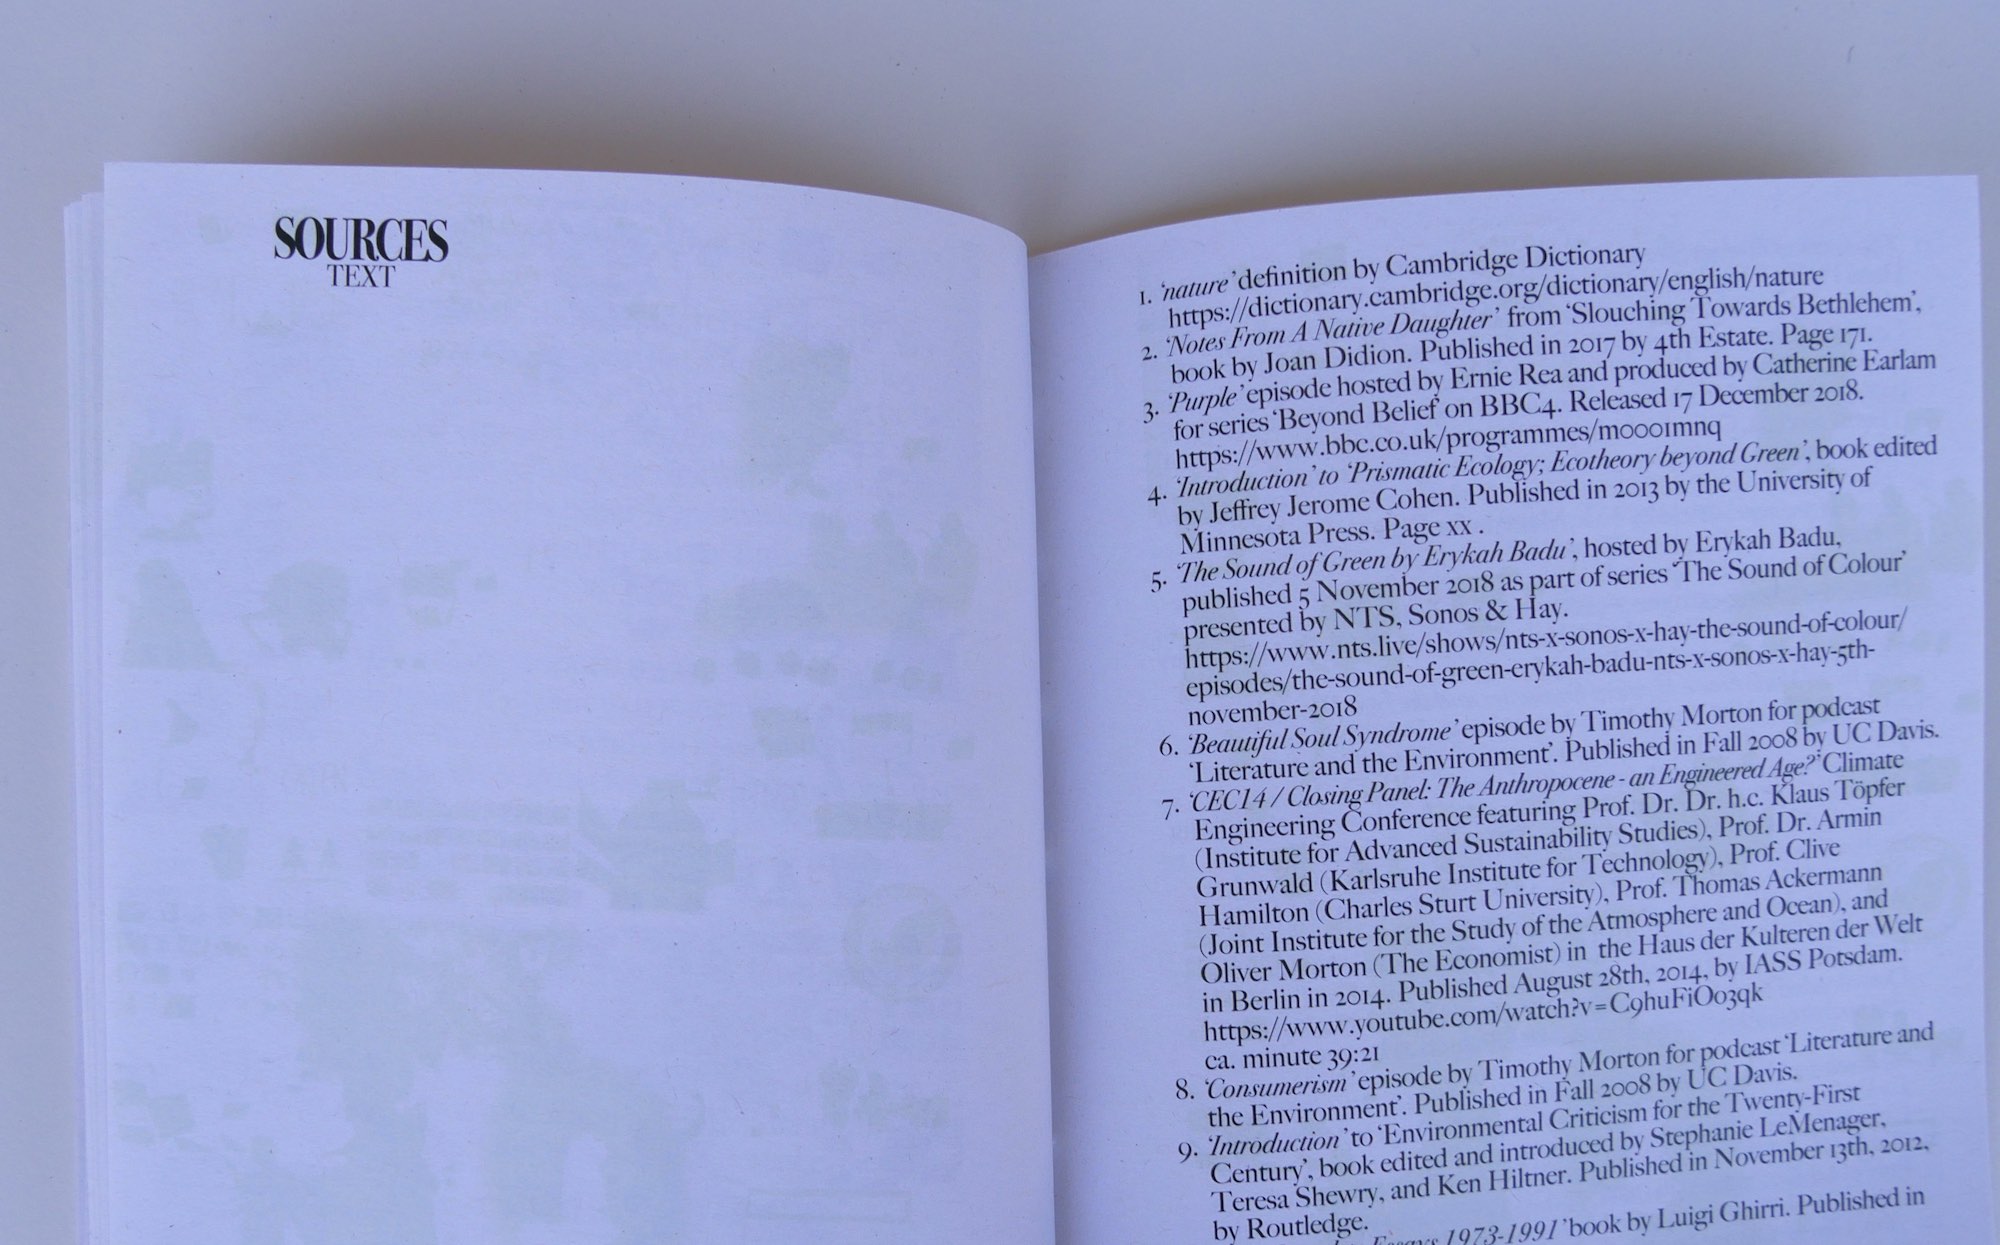 SOURCES
TEXT
1. ‘nature’ definition by Cambridge Dictionary
https://dictionary.cambridge.org/dictionary/english/nature
2. ‘Notes From A Native Daughter’ from ‘Slouching Towards Bethlehem’,
book by Joan Didion. Published in 2017 by 4th Estate. Page 171.
3. ‘Purple’ episode hosted by Ernie Rea and produced by Catherine Earlam
for series ‘Beyond Belief’ on BBC4. Released 17 December 2018.
https://www.bbc.co.uk/programmes/m0001mnq
4. ‘Introduction’ to ‘Prismatic Ecology; Ecotheory beyond Green’, book edited
by Jeffrey Jerome Cohen. Published in 2013 by the University of
Minnesota Press. Page xx .
5. ‘The Sound of Green by Erykah Badu’, hosted by Erykah Badu,
published 5 November 2018 as part of series ‘The Sound of Colour’
presented by NTS, Sonos & Hay.
https://www.nts.live/shows/nts-x-sonos-x-hay-the-sound-of-colour/
episodes/the-sound-of-green-erykah-badu-nts-x-sonos-x-hay-5th-
november-2018
6. ‘Beautiful Soul Syndrome’ episode by Timothy Morton for podcast
‘Literature and the Environment’. Published in Fall 2008 by UC Davis.
7. ‘CEC14 / Closing Panel: The Anthropocene - an Engineered Age?’ Climate
Engineering Conference featuring Prof. Dr. Dr. h.c. Klaus Töpfer
(Institute for Advanced Sustainability Studies), Prof. Dr. Armin
Grunwald (Karlsruhe Institute for Technology), Prof. Clive
Hamilton (Charles Sturt University), Prof. Thomas Ackermann
(Joint Institute for the Study of the Atmosphere and Ocean), and
Oliver Morton (The Economist) in the Haus der Kulteren der Welt
in Berlin in 2014. Published August 28th, 2014, by IASS Potsdam.
https://www.youtube.com/watch?v=C9huFiOo3qk
ca. minute 39:21
8. ‘Consumerism’ episode by Timothy Morton for podcast ‘Literature and
the Environment’. Published in Fall 2008 by UC Davis.
9. ‘Introduction’ to ‘Environmental Criticism for the Twenty-First
Century’, book edited and introduced by Stephanie LeMenager,
Teresa Shewry, and Ken Hiltner. Published in November 13th, 2012,
by Routledge.
Essays 1973-1991’ book by Luigi Ghirri. Published in